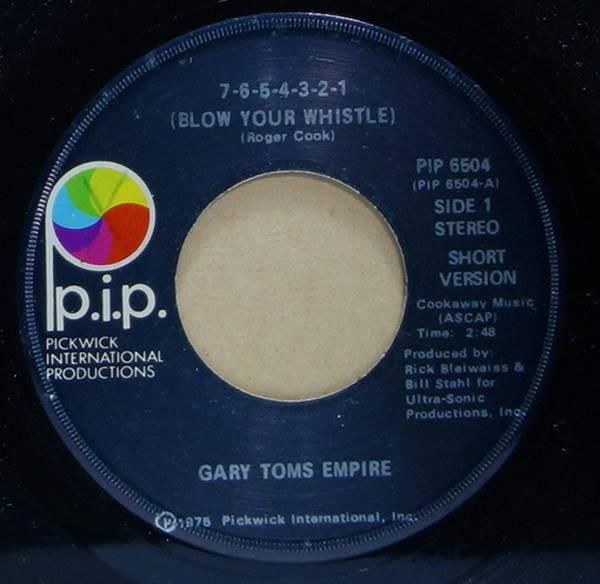 7-6-5-4-3-2-1
(BLOW YOUR WHISTLE)
(Roger Cook)
PIP 6504
(PIP 6504-A)
SIDE 1
STEREO
SHORT
VERSION
Cookaway Music
(ASCAP)
Time: 2:48
Produced by:
Rick Bleiweiss &
Bill Stahl for
Ultra-Sonic
Productions, Inc.
p.i.p.
PICKWICK
INTERNATIONAL
PRODUCTIONS
GARY TOMS EMPIRE
℗1975 Pickwick International, Inc.